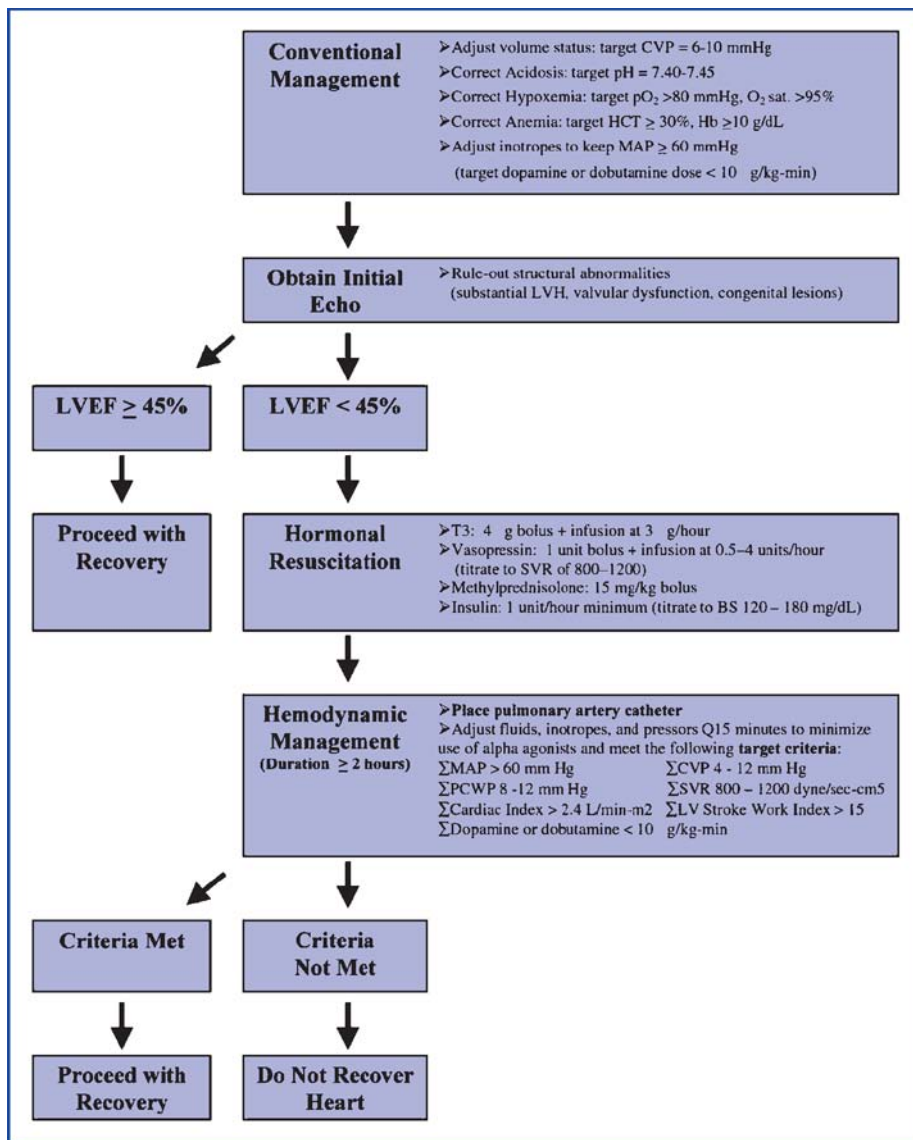 Conventional
Management
➢Adjust volume status: target CVP = 6-10 mmHg
➢Correct Acidosis: target pH = 7.40-7.45
➢Correct Hypoxemia: target pO₂ >80 mmHg, O₂ sat. >95%
➢Correct Anemia: target HCT ≥ 30%, Hb ≥10 g/dL
➢Adjust inotropes to keep MAP ≥ 60 mmHg
(target dopamine or dobutamine dose < 10 g/kg-min)
Obtain Initial
Echo
➢Rule-out structural abnormalities
(substantial LVH, valvular dysfunction, congenital lesions)
LVEF ≥ 45%
LVEF < 45%
Proceed with
Recovery
Hormonal
Resuscitation
➢T3: 4 g bolus + infusion at 3 g/hour
➢Vasopressin: 1 unit bolus + infusion at 0.5–4 units/hour
(titrate to SVR of 800–1200)
➢Methylprednisolone: 15 mg/kg bolus
➢Insulin: 1 unit/hour minimum (titrate to BS 120 – 180 mg/dL)
Hemodynamic
Management
(Duration ≥ 2 hours)
➢Place pulmonary artery catheter
➢Adjust fluids, inotropes, and pressors Q15 minutes to minimize
use of alpha agonists and meet the following target criteria:
∑MAP > 60 mm Hg ∑CVP 4 - 12 mm Hg
∑PCWP 8 -12 mm Hg ∑SVR 800 – 1200 dyne/sec-cm5
∑Cardiac Index > 2.4 L/min-m2 ∑LV Stroke Work Index > 15
∑Dopamine or dobutamine < 10 g/kg-min
Criteria Met
Criteria
Not Met
Proceed with
Recovery
Do Not Recover
Heart